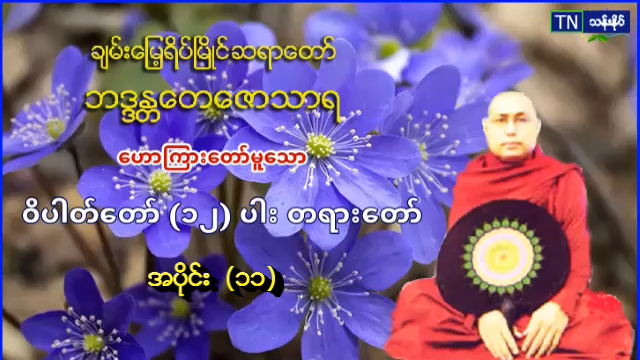 TN သန်းနိုင်
ချမ်းမြေ့ရိပ်မြိုင်ဆရာတော်
ဘဒ္ဒန္တတေဇောသာရ
ဟောကြားတော်မူသော
ဝိပါတ်တော် (၁၂) ပါး တရားတော်
အပိုင်း (၁၁)